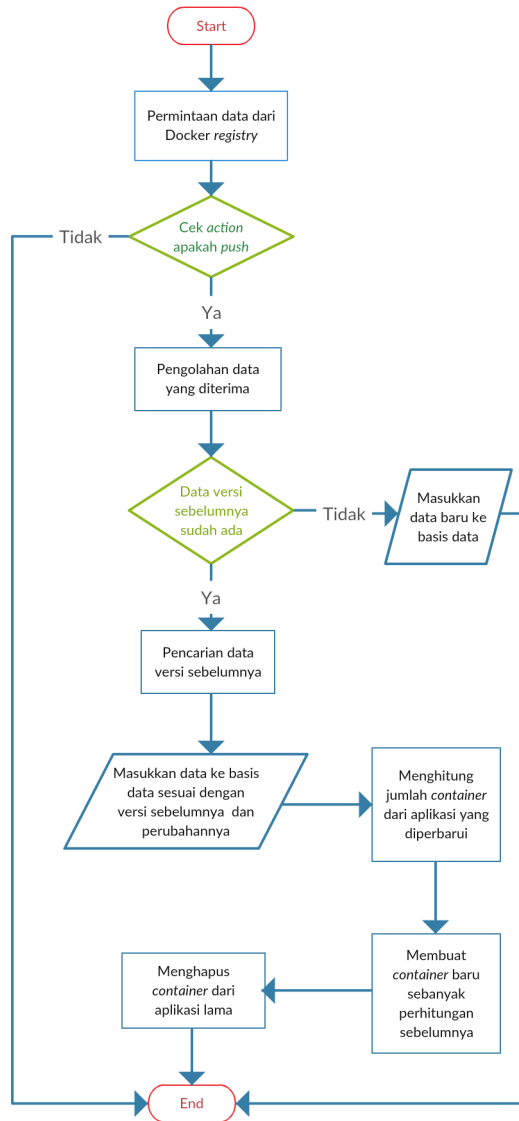 Start
Permintaan data dari
Docker registry
Cek action
apakah push
Tidak
Ya
Pengolahan data
yang diterima
Data versi
sebelumnya
sudah ada
Tidak
Masukkan
data baru ke
basis data
Ya
Pencarian data
versi sebelumnya
Masukkan data ke basis
data sesuai dengan
versi sebelumnya dan
perubahannya
Menghitung
jumlah container
dari aplikasi yang
diperbarui
Membuat
container baru
sebanyak
perhitungan
sebelumnya
Menghapus
container dari
aplikasi lama
End